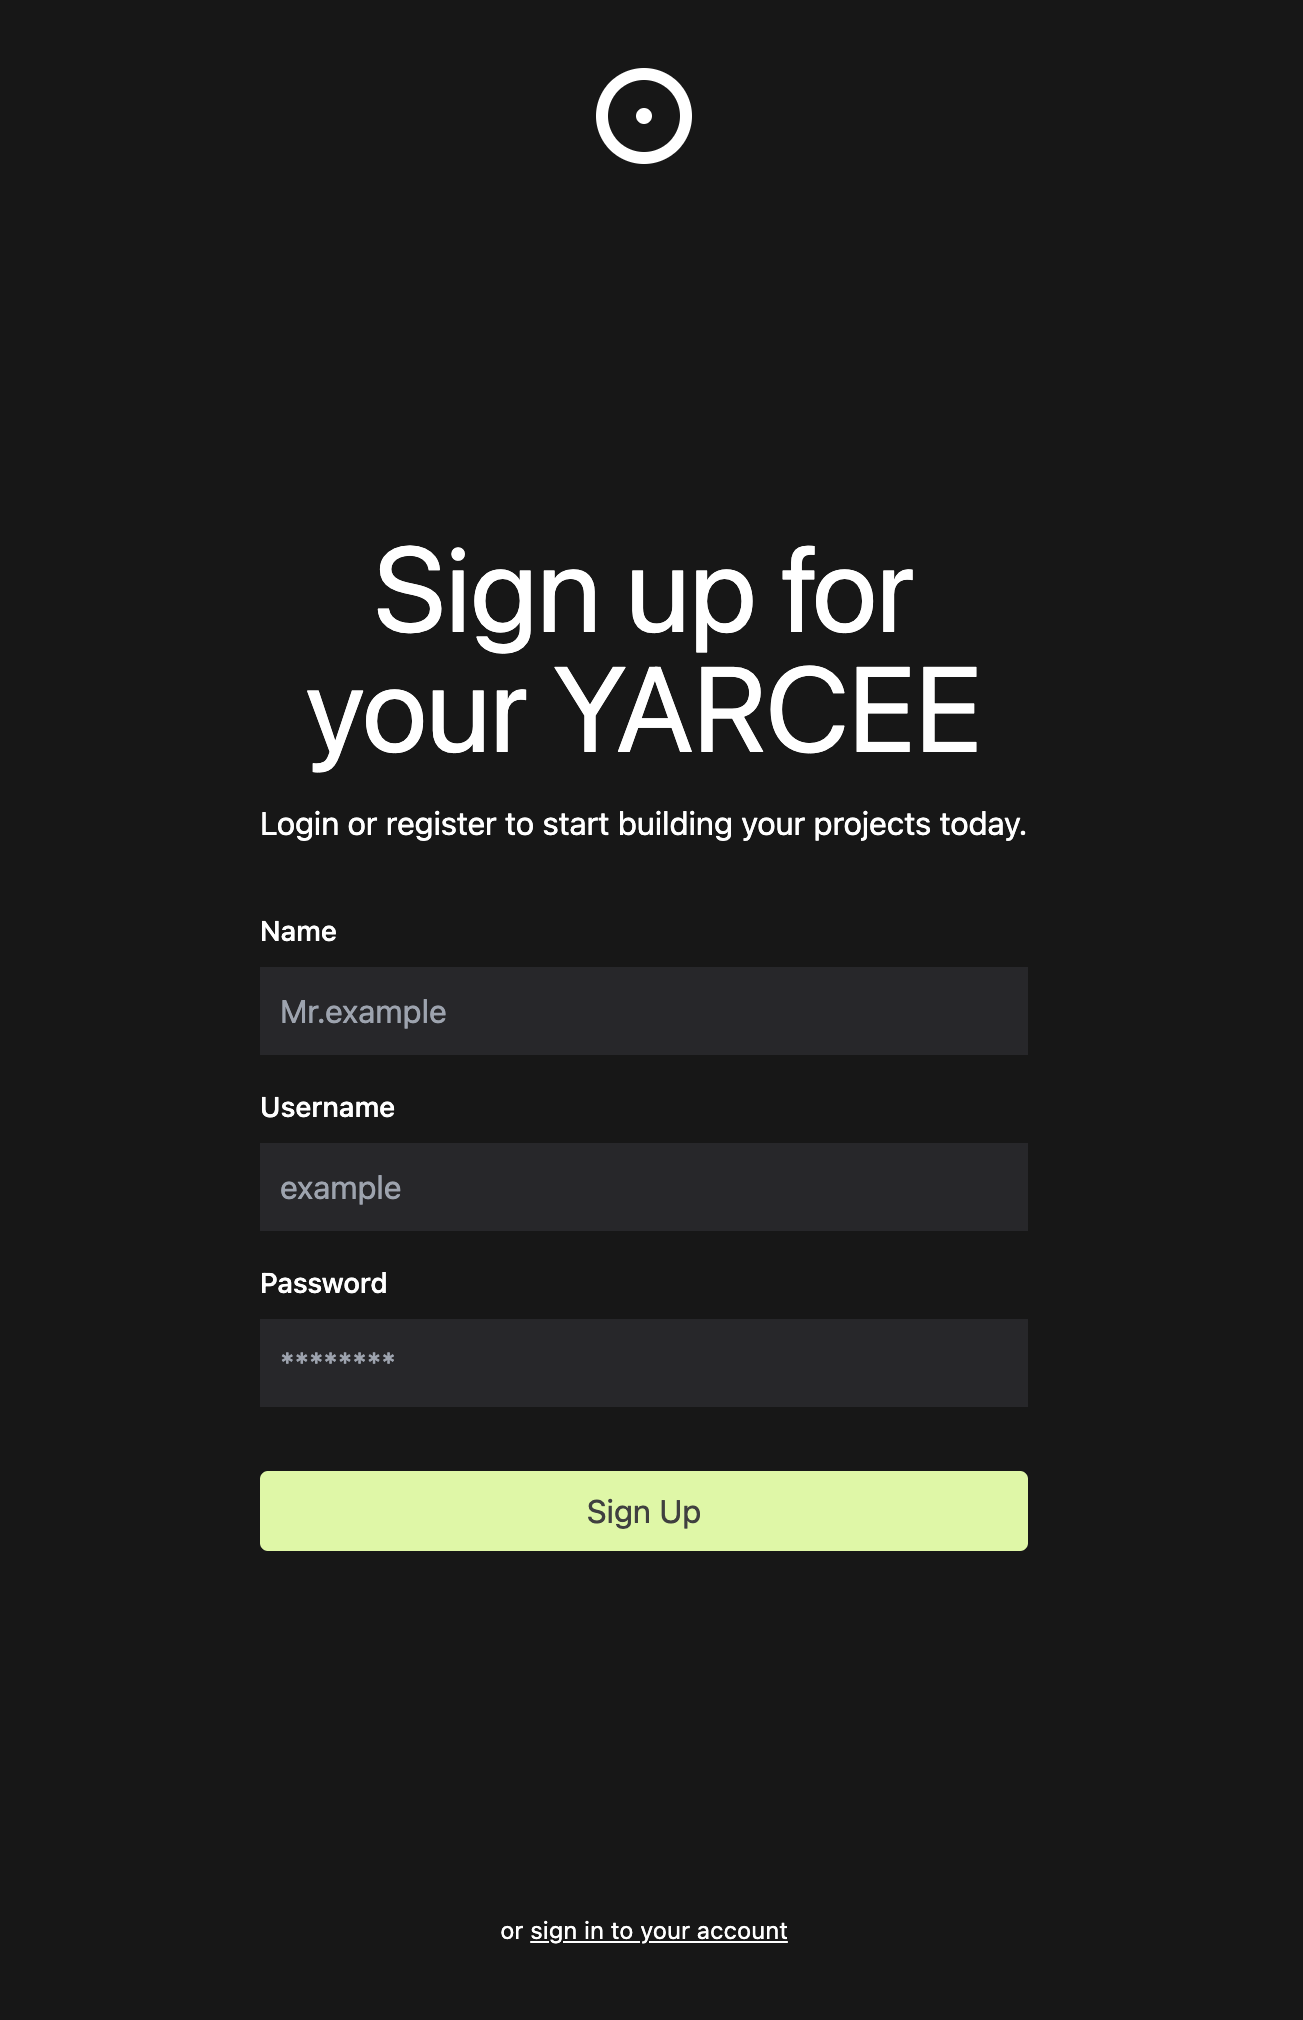 Sign up for
your YARCEE
Login or register to start building your projects today.
Name
Mr.example
Username
example
Password
********
Sign Up
or sign in to your account